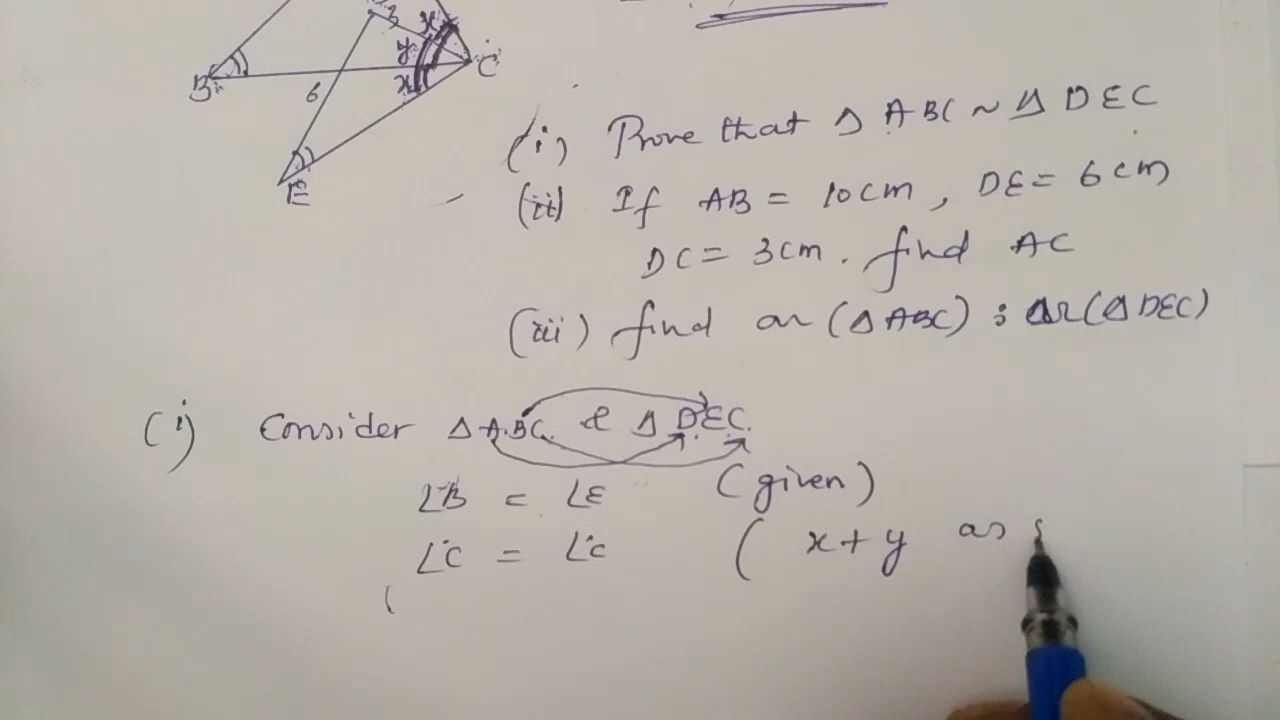 3
x
y
x
B
C
6
E
(i) Prove that Δ ABC ~ Δ DEC
(ii) If AB = 10cm, DE = 6cm
DC = 3cm. find AC
(iii) find ar (Δ ABC) : ar (Δ DEC)
(i) Consider Δ ABC & Δ DEC.
∠B = ∠E (given)
∠C = ∠C ( x+y as
(